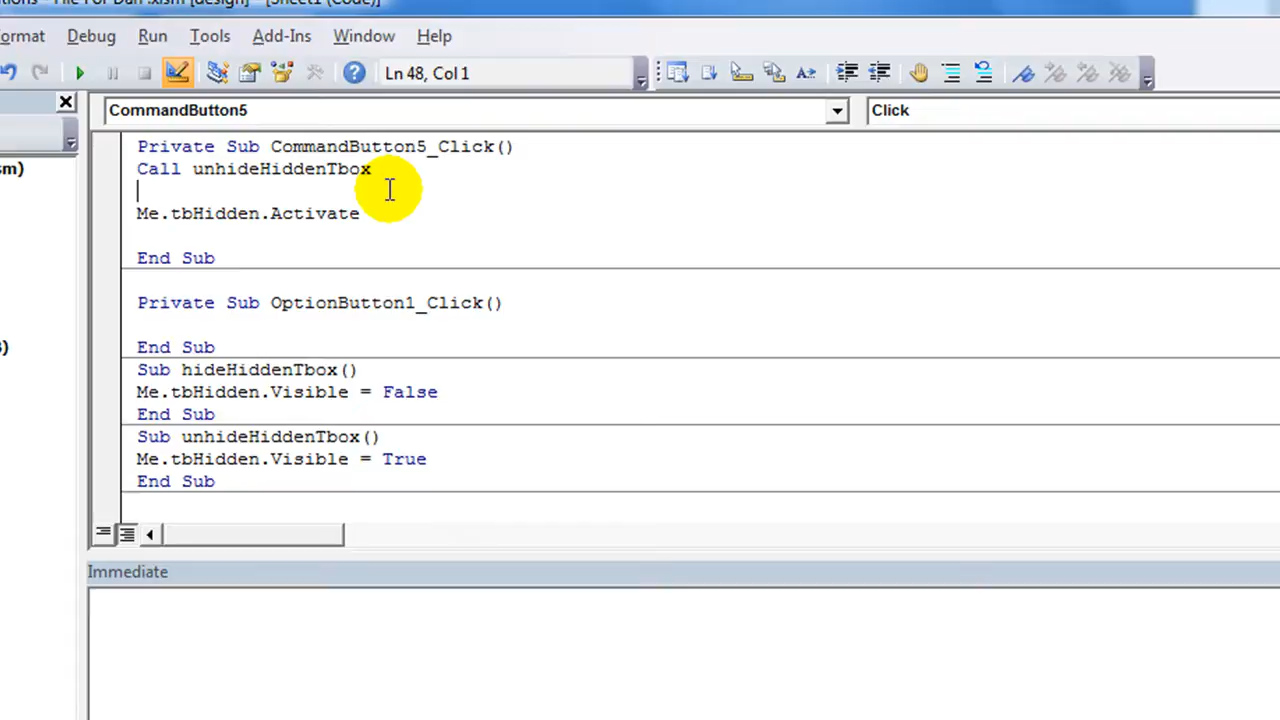 ormat Debug Run Tools Add-Ins Window Help
Ln 48, Col 1
CommandButton5 Click
Private Sub CommandButton5_Click()
sm) Call unhideHiddenTbox
Me.tbHidden.Activate
End Sub
Private Sub OptionButton1_Click()
) End Sub
Sub hideHiddenTbox()
Me.tbHidden.Visible = False
End Sub
Sub unhideHiddenTbox()
Me.tbHidden.Visible = True
End Sub
Immediate